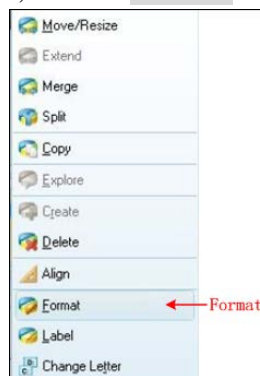 Move/Resize
Extend
Merge
Split
Copy
Explore
Create
Delete
Align
Format Format
Label
Change Letter